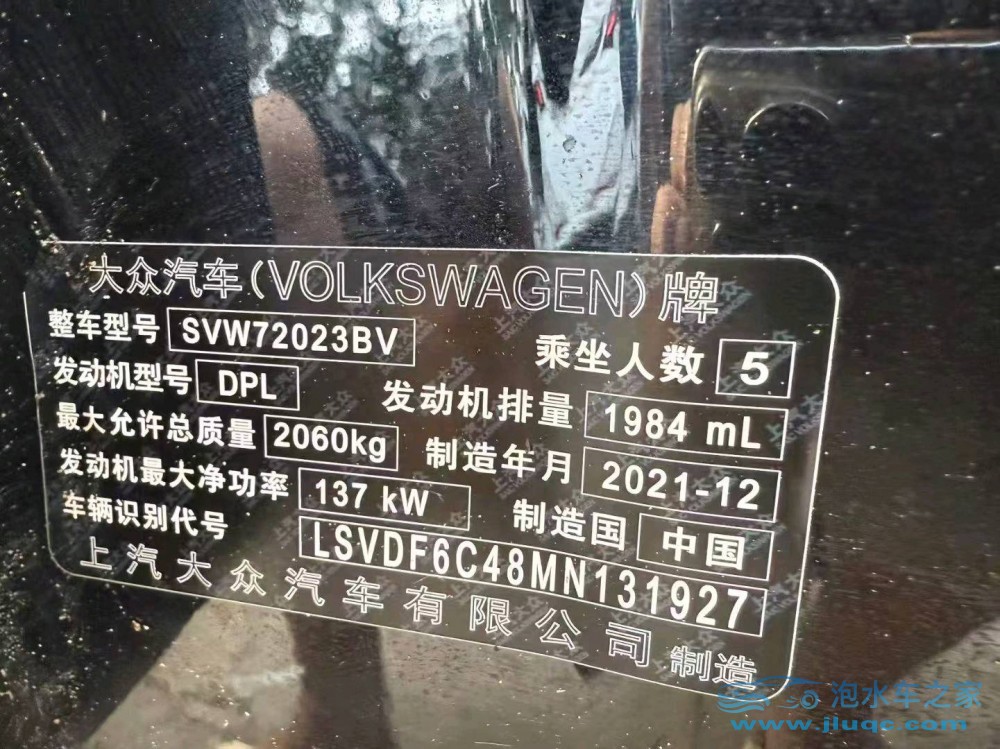 大众汽车(VOLKSWAGEN)牌
整车型号 SVW72023BV 乘坐人数 5
发动机型号 DPL 发动机排量 1984 mL
最大允许总质量 2060kg 制造年月 2021-12
发动机最大净功率 137 kW 制造国 中国
车辆识别代号 LSVDF6C48MN131927
上汽大众汽车有限公司 制造
泡水车之家
www.jluqc.com